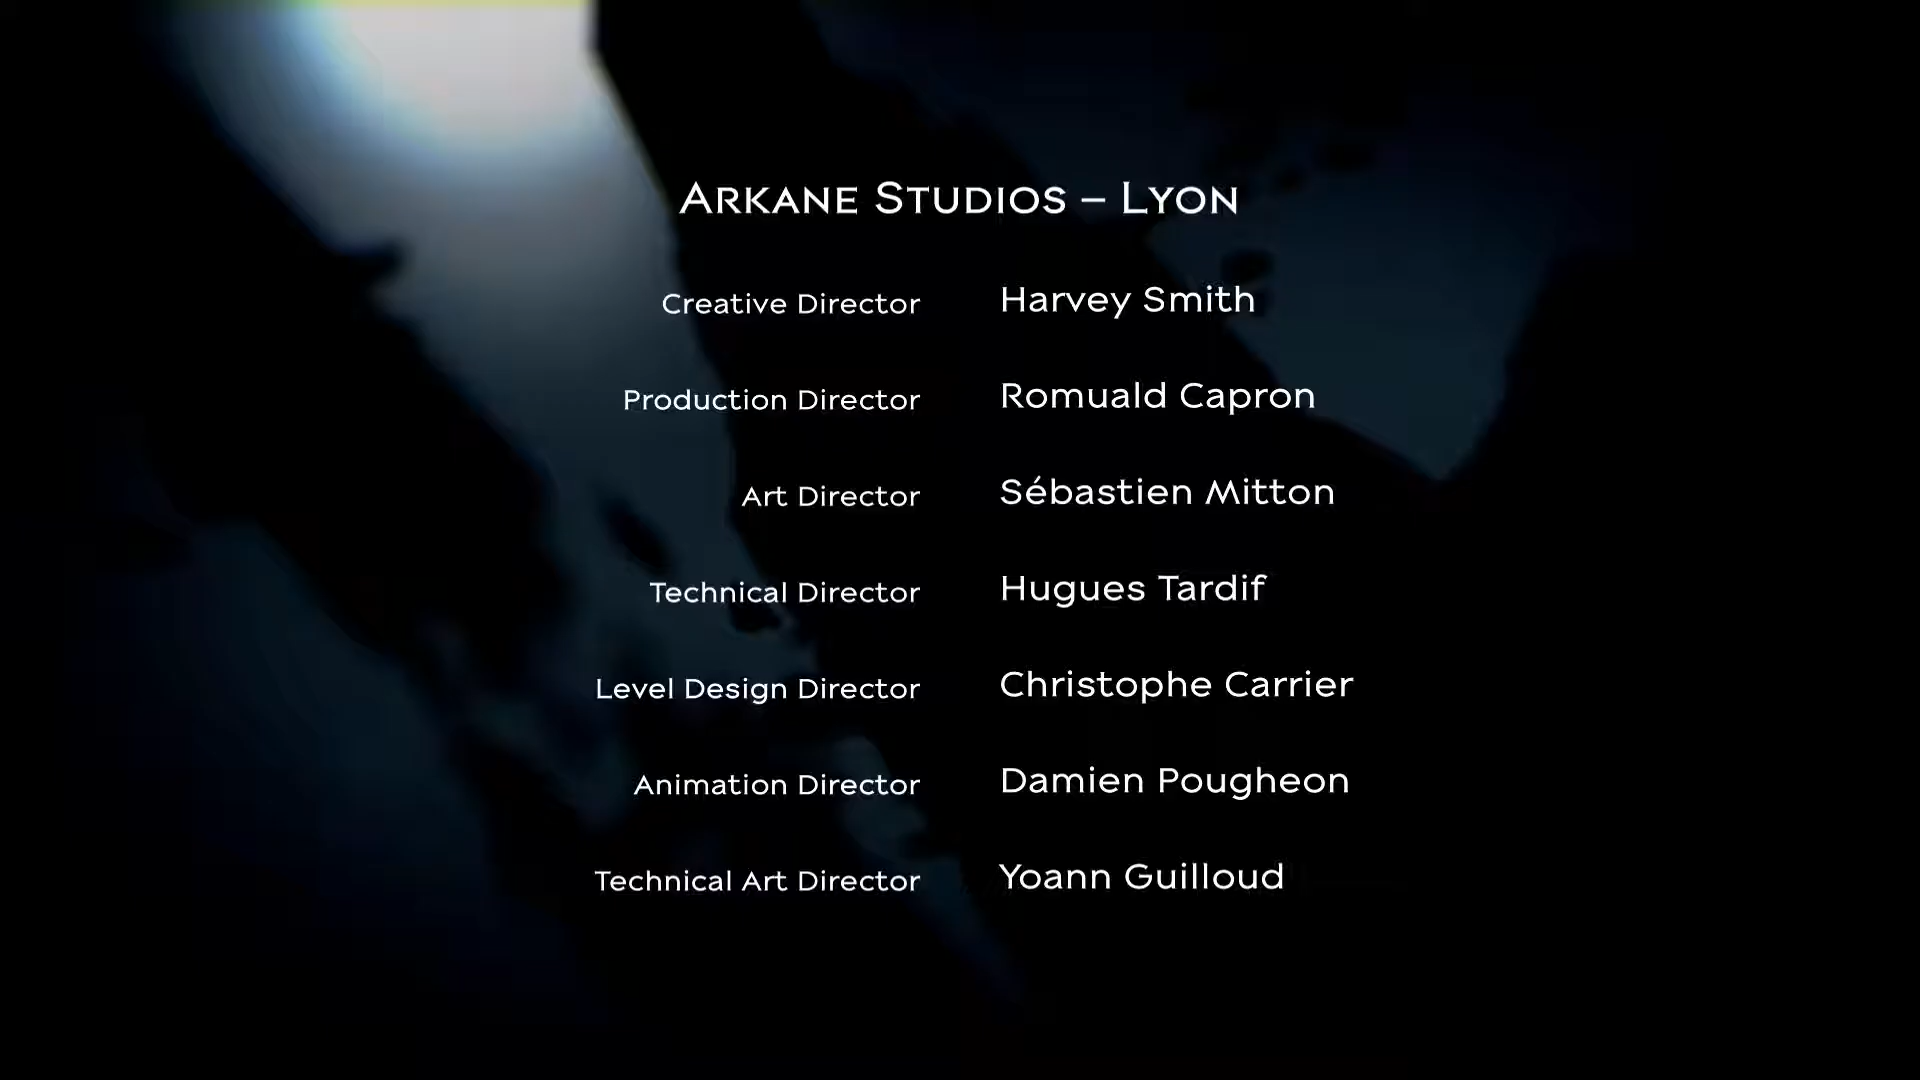 Arkane Studios – Lyon
Creative Director Harvey Smith
Production Director Romuald Capron
Art Director Sébastien Mitton
Technical Director Hugues Tardif
Level Design Director Christophe Carrier
Animation Director Damien Pougheon
Technical Art Director Yoann Guilloud